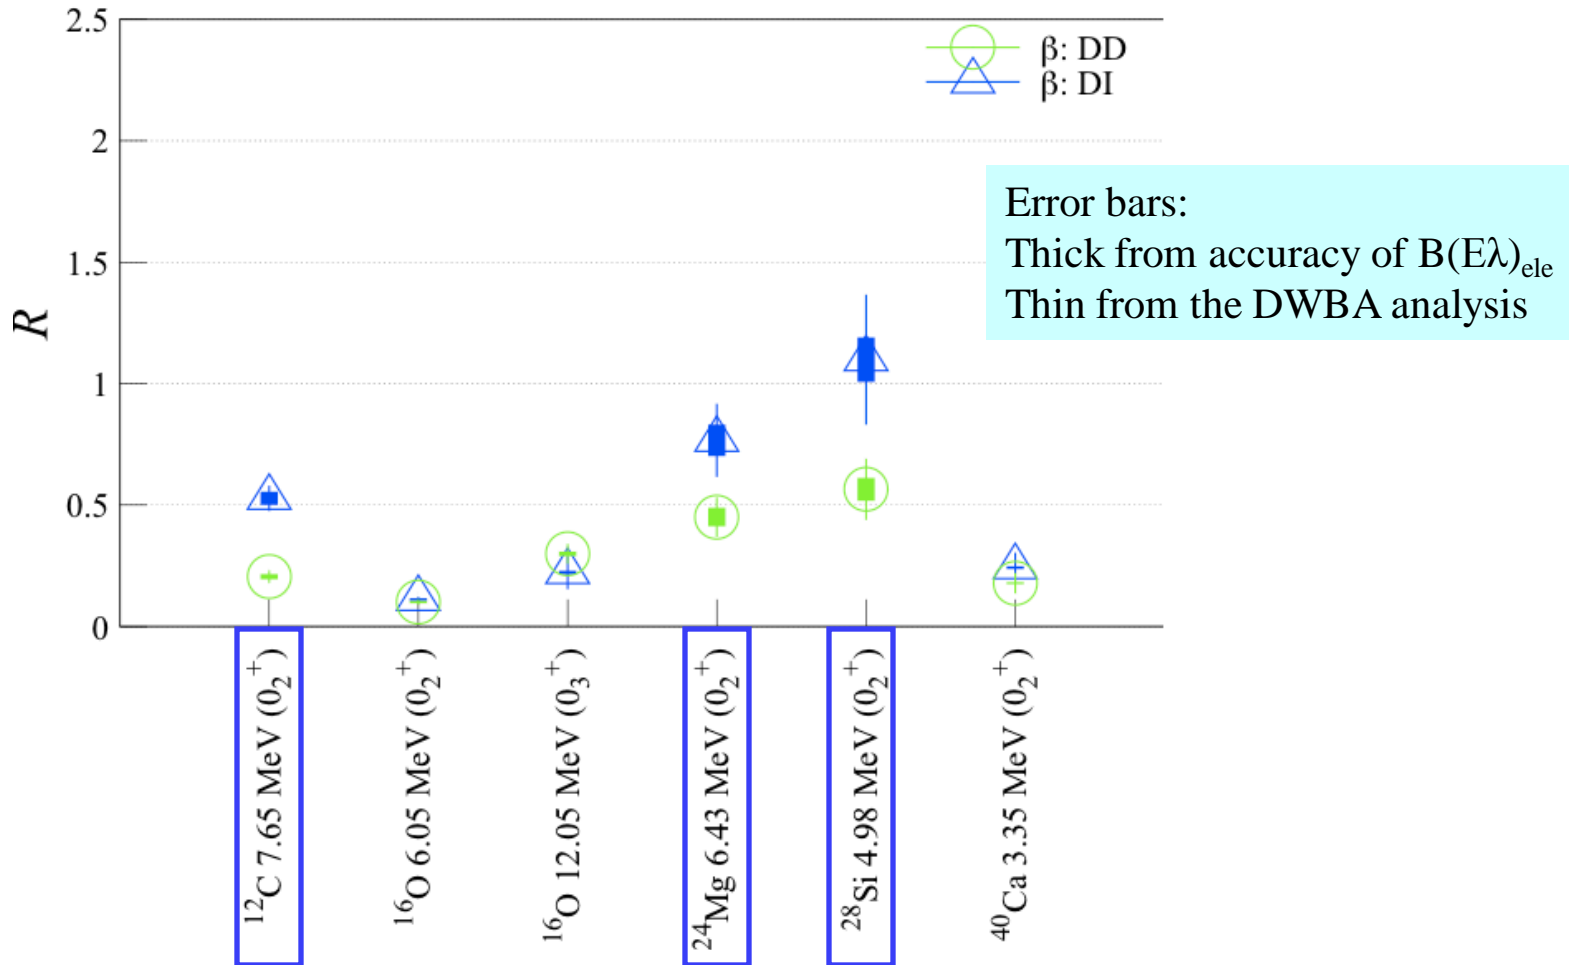 2.5
2
1.5
1
0.5
0
R
β: DD
β: DI
Error bars:
Thick from accuracy of B(Eλ)ele
Thin from the DWBA analysis
12C 7.65 MeV (02+)
16O 6.05 MeV (02+)
16O 12.05 MeV (03+)
24Mg 6.43 MeV (02+)
28Si 4.98 MeV (02+)
40Ca 3.35 MeV (02+)